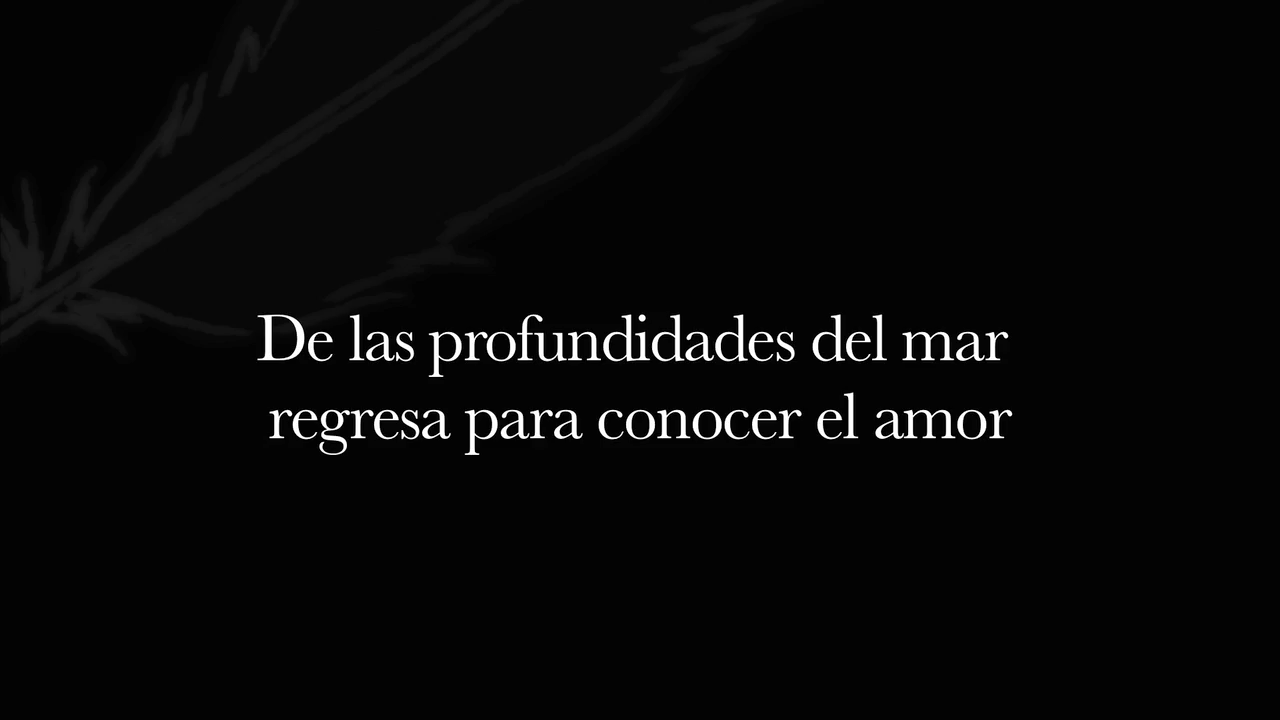 De las profundidades del mar
regresa para conocer el amor